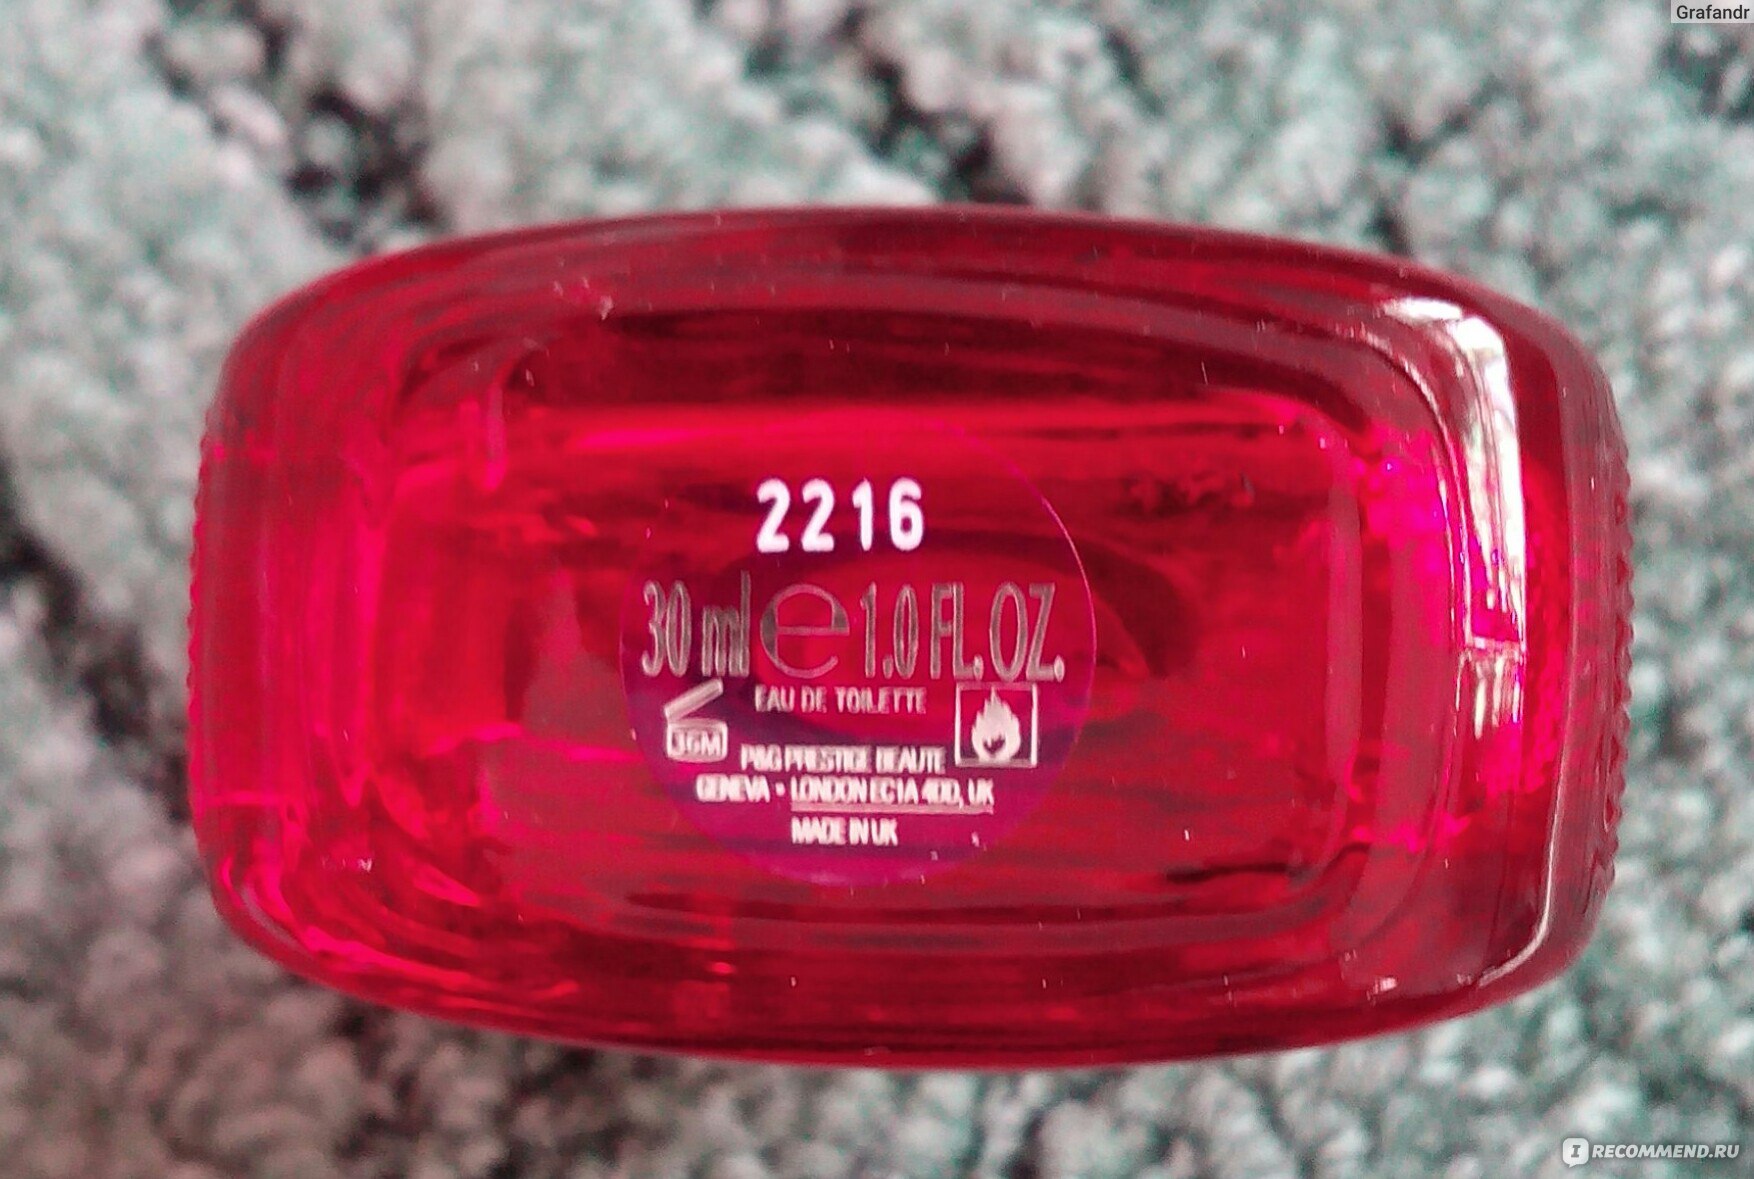 Grafandr
2216
30 ml e 1.0 FL. OZ.
EAU DE TOILETTE
36M
P&G PRESTIGE BEAUTE
GENEVA • LONDON EC1A 4DD, UK
MADE IN UK
I RECOMMEND.RU